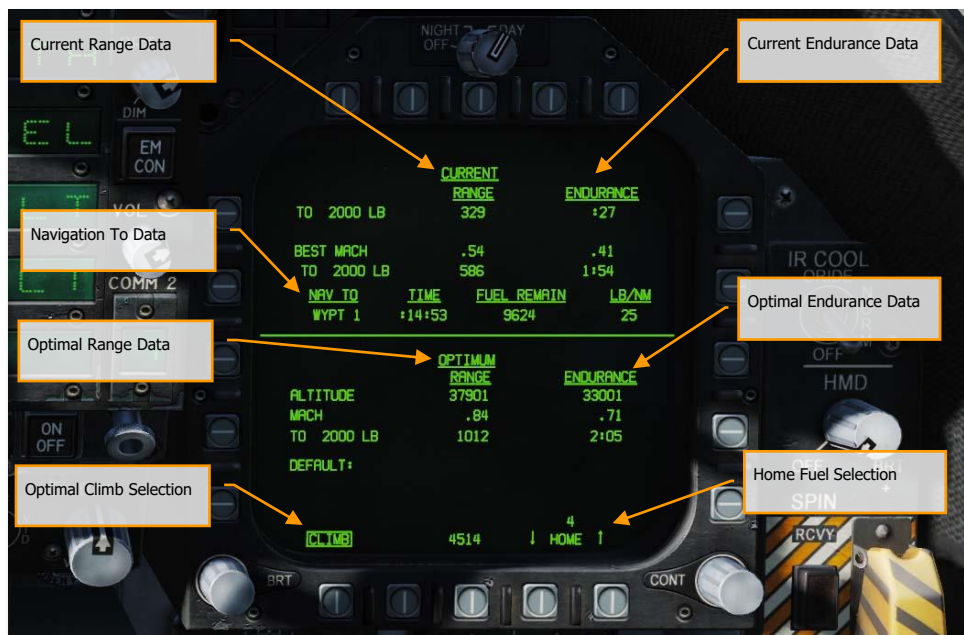 Current Range Data
NIGHT DAY
OFF
Current Endurance Data
DIM
EM
CON
CURRENT
RANGE ENDURANCE
TO 2000 LB 329 :27
VOL
Navigation To Data
BEST MACH .54 .41
TO 2000 LB 586 1:54
IR COOL
ORIDE
COMM 2
NAV TO TIME FUEL REMAIN LB/NM
WYPT 1 :14:53 9624 25
Optimal Endurance Data
Optimal Range Data
OPTIMUM
RANGE ENDURANCE
OFF
HMD
ALTITUDE 37901 33001
MACH .84 .71
TO 2000 LB 1012 2:05
ON
OFF
DEFAULT:
OFF BRT
Optimal Climb Selection
Home Fuel Selection
SPIN
4
CLIMB 4514 ↓ HOME ↑
RCVY
BRT
CONT